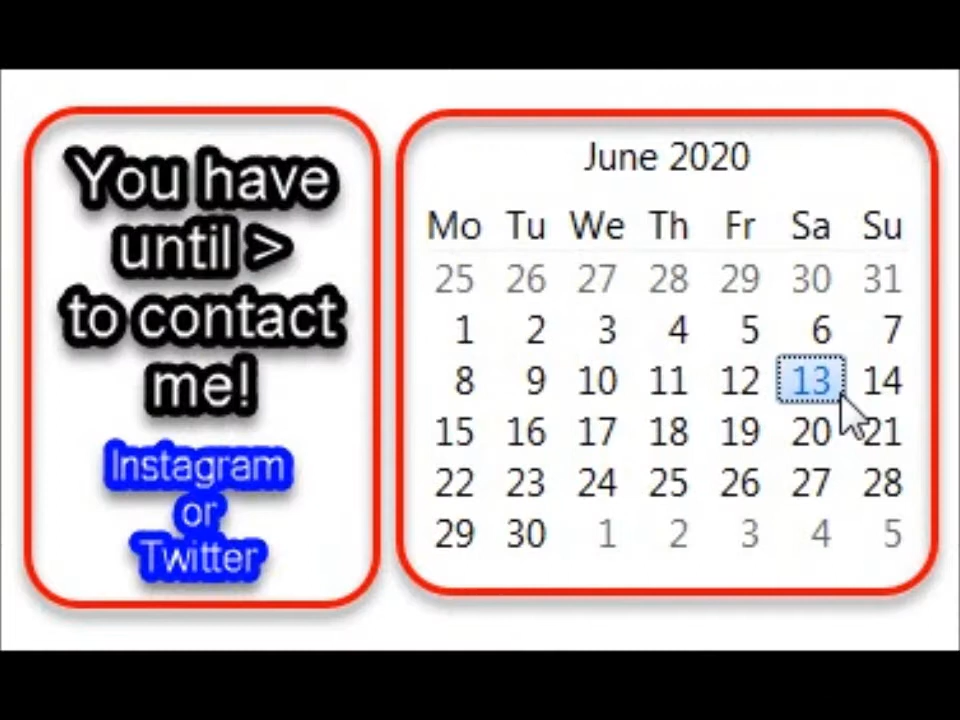 You have
until >
to contact
me!
Instagram
or
Twitter
June 2020
Mo Tu We Th Fr Sa Su
25 26 27 28 29 30 31
1 2 3 4 5 6 7
8 9 10 11 12 13 14
15 16 17 18 19 20 21
22 23 24 25 26 27 28
29 30 1 2 3 4 5